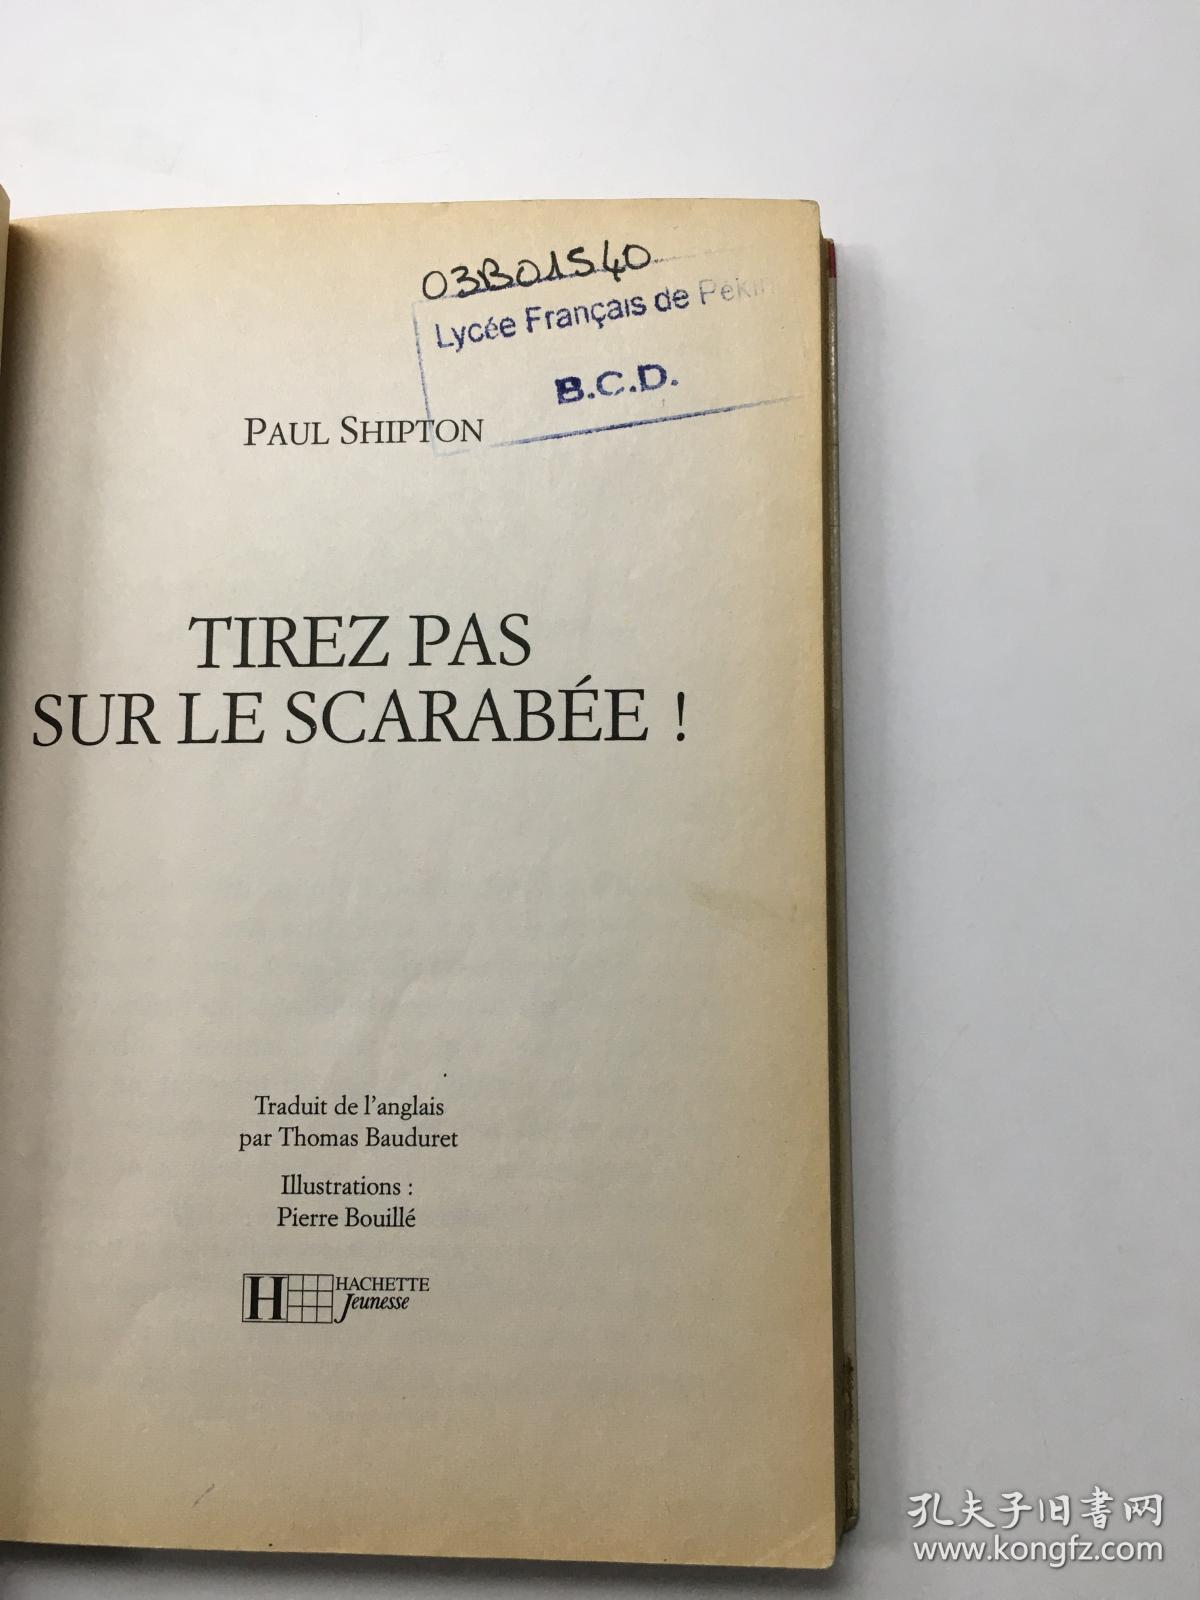 03B01540
Lycée Français de Pékin
B.C.D.
PAUL SHIPTON
TIREZ PAS
SUR LE SCARABÉE !
Traduit de l'anglais
par Thomas Bauduret
Illustrations :
Pierre Bouillé
H HACHETTE
Jeunesse
孔夫子旧书网
www.kongfz.com